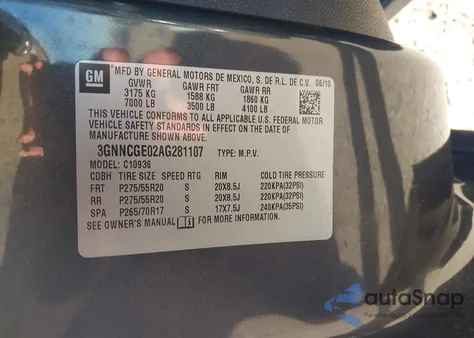 GM
*MFD BY GENERAL MOTORS DE MEXICO, S. DE R.L. DE C.V. 06/10
GVWR GAWR FRT GAWR RR
3175 KG 1588 KG 1860 KG
7000 LB 3500 LB 4100 LB
THIS VEHICLE CONFORMS TO ALL APPLICABLE U.S. FEDERAL MOTOR
VEHICLE SAFETY STANDARDS IN EFFECT ON THE DATE OF
MANUFACTURE SHOWN ABOVE.
3GNNCGE02AG281107 TYPE: M.P.V.
MODEL: C10936
CDBH TIRE SIZE SPEED RTG RIM COLD TIRE PRESSURE
FRT P275/55R20 S 20X8.5J 220KPA(32PSI)
RR P275/55R20 S 20X8.5J 220KPA(32PSI)
SPA P265/70R17 S 17X7.5J 240KPA(35PSI)
SEE OWNER'S MANUAL FOR MORE INFORMATION.
autoSnap
POWERED BY